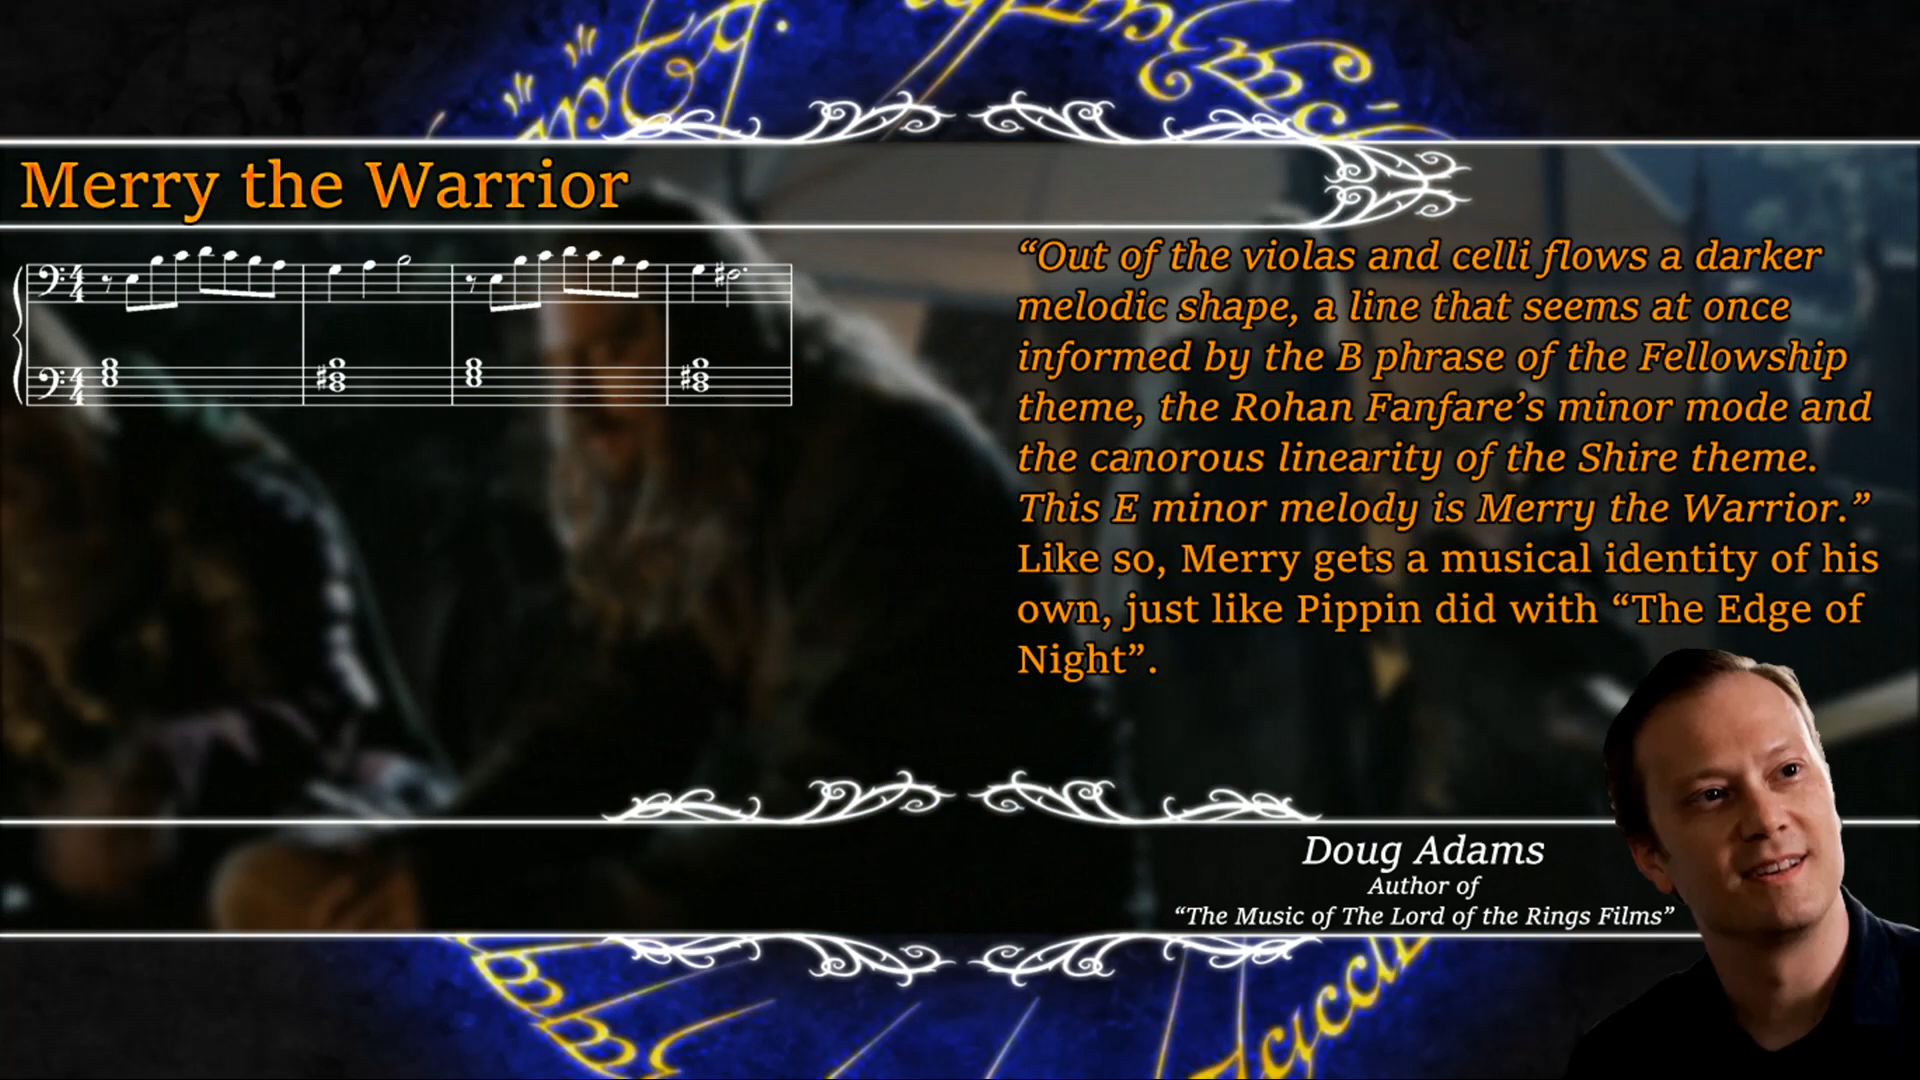 Merry the Warrior
“Out of the violas and celli flows a darker
melodic shape, a line that seems at once
informed by the B phrase of the Fellowship
theme, the Rohan Fanfare’s minor mode and
the canorous linearity of the Shire theme.
This E minor melody is Merry the Warrior.”
Like so, Merry gets a musical identity of his
own, just like Pippin did with “The Edge of
Night”.
Doug Adams
Author of
“The Music of The Lord of the Rings Films”